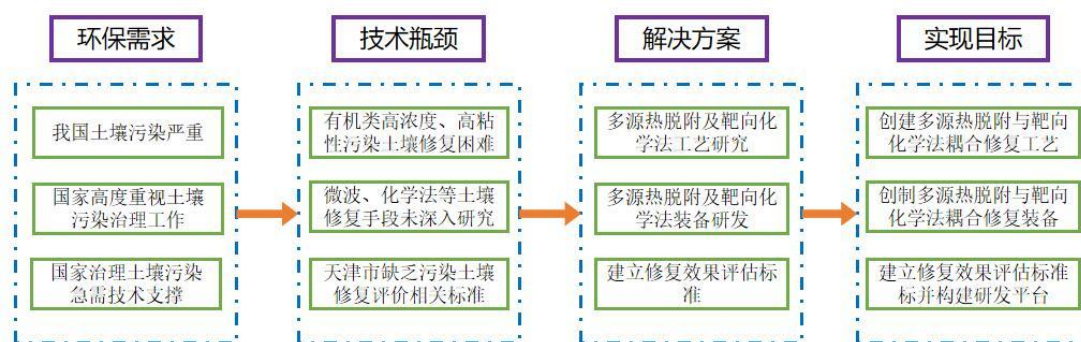 环保需求
我国土壤污染严重
国家高度重视土壤
污染治理工作
国家治理土壤污染
急需技术支撑
技术瓶颈
有机类高浓度、高粘
性污染土壤修复困难
微波、化学法等土壤
修复手段未深入研究
天津市缺乏污染土壤
修复评价相关标准
解决方案
多源热脱附及靶向化
学法工艺研究
多源热脱附及靶向化
学法装备研发
建立修复效果评估标
准
实现目标
创建多源热脱附与靶向
化学法耦合修复工艺
创制多源热脱附与靶向
化学法耦合修复装备
建立修复效果评估标准
标并构建研发平台